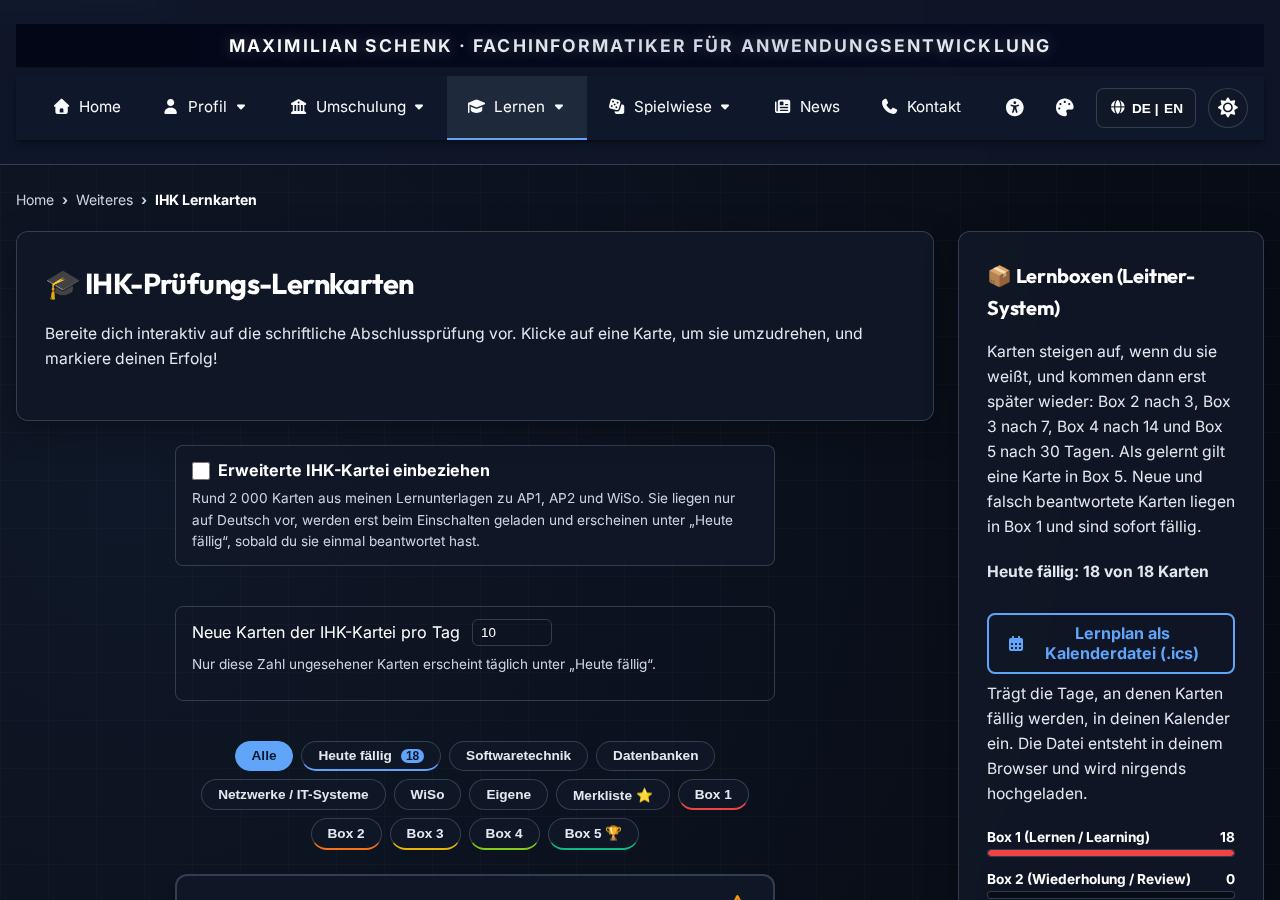 MAXIMILIAN SCHENK · FACHINFORMATIKER FÜR ANWENDUNGSENTWICKLUNG
Home Profil Umschulung Lernen Spielwiese News Kontakt DE | EN
Home › Weiteres › IHK Lernkarten
🎓 IHK-Prüfungs-Lernkarten
Bereite dich interaktiv auf die schriftliche Abschlussprüfung vor. Klicke auf eine Karte, um sie umzudrehen, und
markiere deinen Erfolg!
Erweiterte IHK-Kartei einbeziehen
Rund 2 000 Karten aus meinen Lernunterlagen zu AP1, AP2 und WiSo. Sie liegen nur
auf Deutsch vor, werden erst beim Einschalten geladen und erscheinen unter „Heute
fällig“, sobald du sie einmal beantwortet hast.
Neue Karten der IHK-Kartei pro Tag 10
Nur diese Zahl ungesehener Karten erscheint täglich unter „Heute fällig“.
Alle Heute fällig 18 Softwaretechnik Datenbanken
Netzwerke / IT-Systeme WiSo Eigene Merkliste ⭐ Box 1
Box 2 Box 3 Box 4 Box 5 🏆
📦 Lernboxen (Leitner-
System)
Karten steigen auf, wenn du sie
weißt, und kommen dann erst
später wieder: Box 2 nach 3, Box
3 nach 7, Box 4 nach 14 und Box
5 nach 30 Tagen. Als gelernt gilt
eine Karte in Box 5. Neue und
falsch beantwortete Karten liegen
in Box 1 und sind sofort fällig.
Heute fällig: 18 von 18 Karten
Lernplan als
Kalenderdatei (.ics)
Trägt die Tage, an denen Karten
fällig werden, in deinen Kalender
ein. Die Datei entsteht in deinem
Browser und wird nirgends
hochgeladen.
Box 1 (Lernen / Learning) 18
Box 2 (Wiederholung / Review) 0